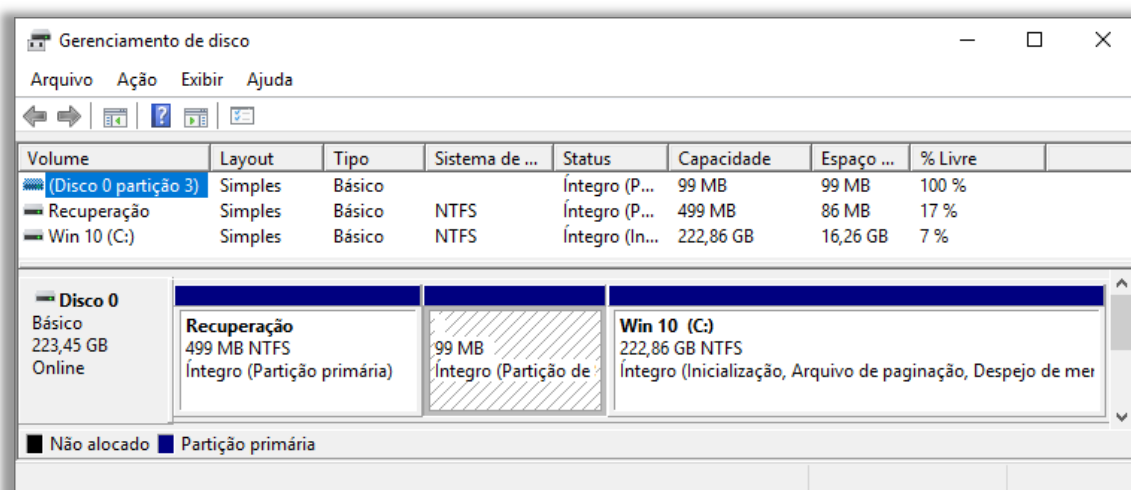 Gerenciamento de disco
Arquivo Ação Exibir Ajuda
Volume Layout Tipo Sistema de ... Status Capacidade Espaço ... % Livre
(Disco 0 partição 3) Simples Básico Íntegro (P... 99 MB 99 MB 100 %
Recuperação Simples Básico NTFS Íntegro (P... 499 MB 86 MB 17 %
Win 10 (C:) Simples Básico NTFS Íntegro (In... 222,86 GB 16,26 GB 7 %
Disco 0
Básico
223,45 GB
Online
Recuperação
499 MB NTFS
Íntegro (Partição primária)
99 MB
Íntegro (Partição de
Win 10 (C:)
222,86 GB NTFS
Íntegro (Inicialização, Arquivo de paginação, Despejo de mer
Não alocado Partição primária